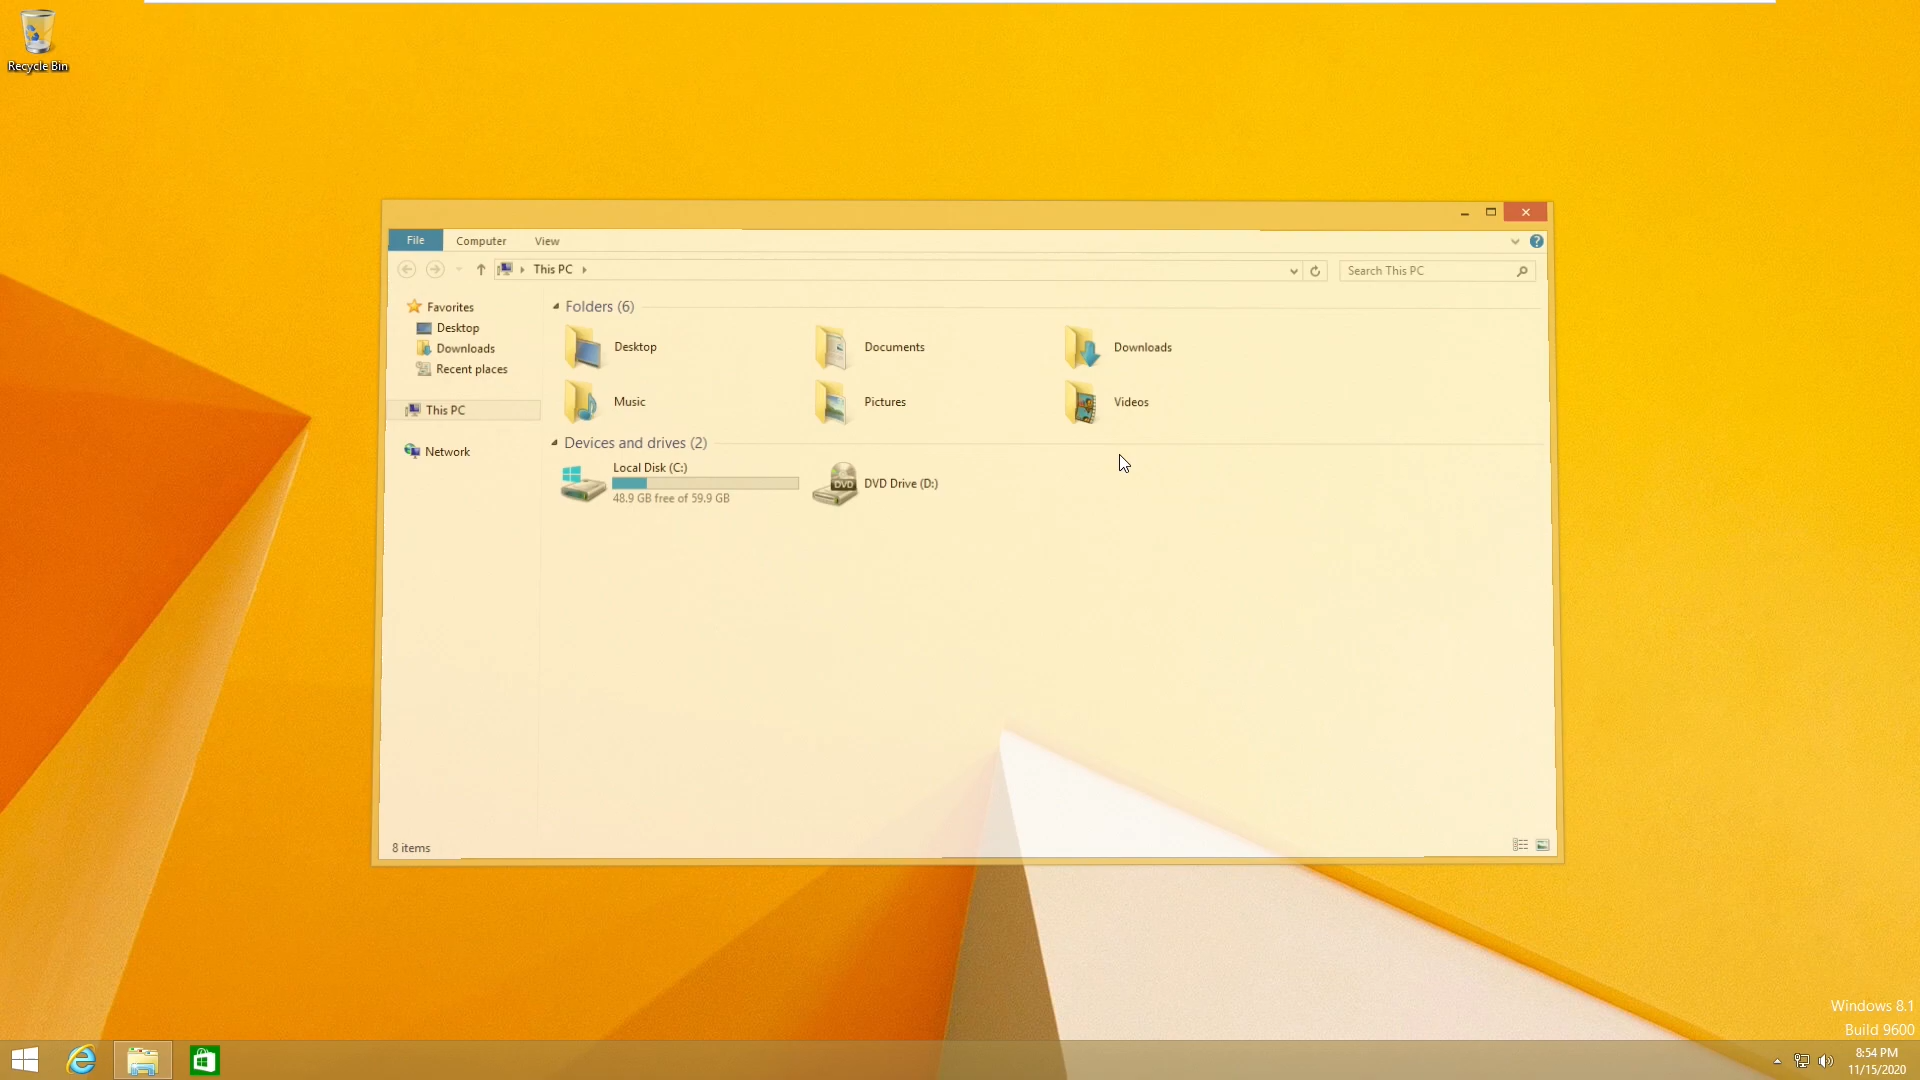 Recycle Bin
File
Computer
View
This PC
Search This PC
Favorites
Desktop
Downloads
Recent places
This PC
Network
Folders (6)
Desktop
Documents
Downloads
Music
Pictures
Videos
Devices and drives (2)
Local Disk (C:)
48.9 GB free of 59.9 GB
DVD
DVD Drive (D:)
8 items
Windows 8.1
Build 9600
8:54 PM
11/15/2020